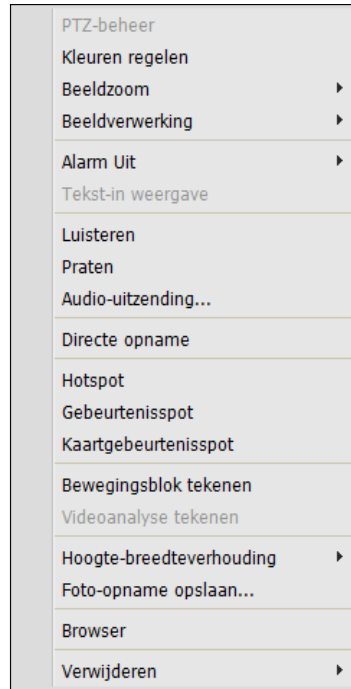 PTZ-beheer
Kleuren regelen
Beeldzoom
Beeldverwerking
Alarm Uit
Tekst-in weergave
Luisteren
Praten
Audio-uitzending...
Directe opname
Hotspot
Gebeurtenisspot
Kaartgebeurtenisspot
Bewegingsblok tekenen
Videoanalyse tekenen
Hoogte-breedteverhouding
Foto-opname opslaan...
Browser
Verwijderen